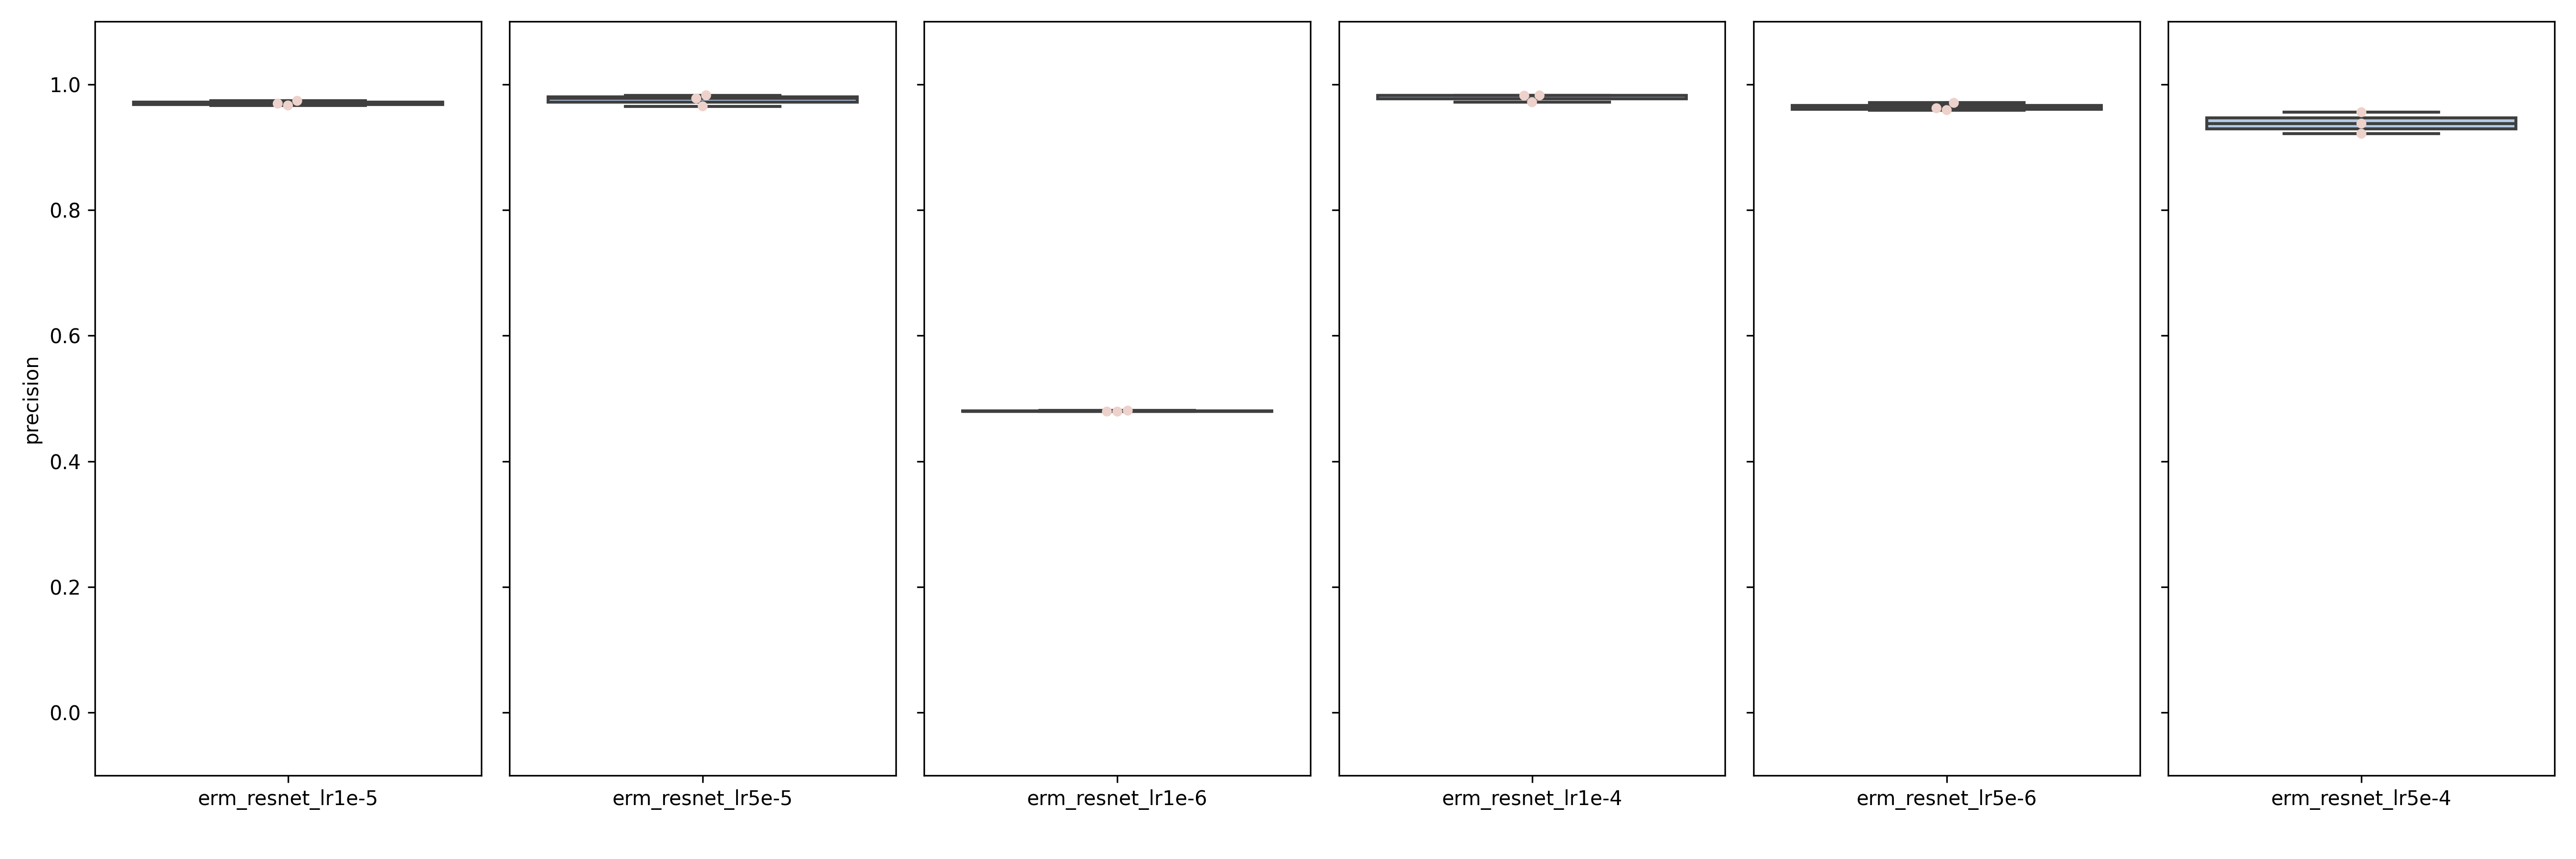 precision
1.0
0.8
0.6
0.4
0.2
0.0
erm_resnet_lr1e-5
erm_resnet_lr5e-5
erm_resnet_lr1e-6
erm_resnet_lr1e-4
erm_resnet_lr5e-6
erm_resnet_lr5e-4